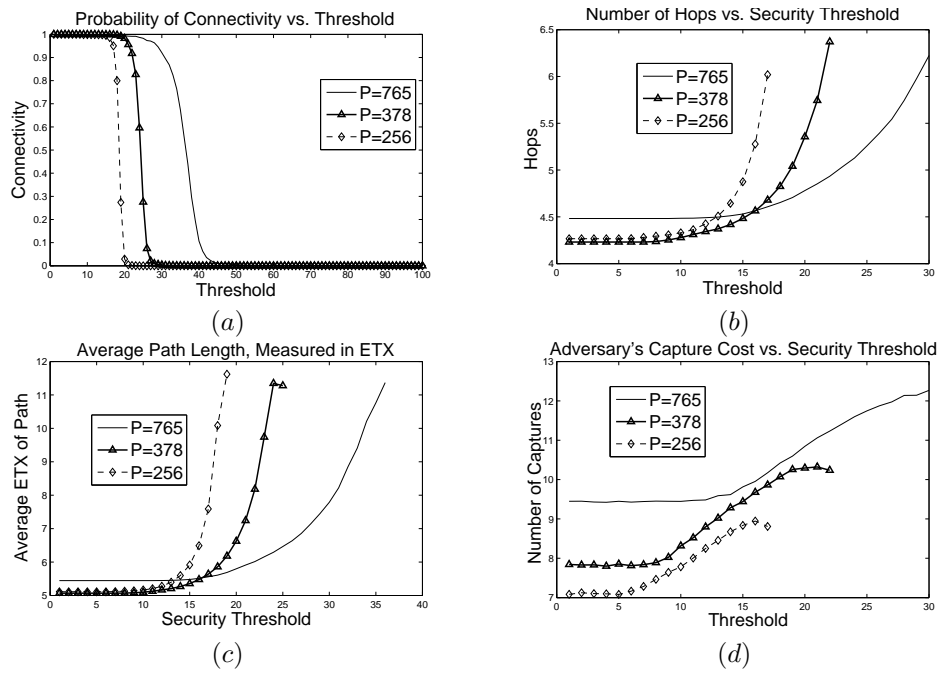 Probability of Connectivity vs. Threshold
1
0.9
0.8
0.7
0.6
0.5
0.4
0.3
0.2
0.1
0
Connectivity
P=765
P=378
P=256
0 10 20 30 40 50 60 70 80 90 100
Threshold
(a)
Number of Hops vs. Security Threshold
6.5
6
5.5
5
4.5
4
Hops
P=765
P=378
P=256
0 5 10 15 20 25 30
Threshold
(b)
Average Path Length, Measured in ETX
12
11
10
9
8
7
6
5
Average ETX of Path
P=765
P=378
P=256
0 5 10 15 20 25 30 35 40
Security Threshold
(c)
Adversary's Capture Cost vs. Security Threshold
13
12
11
10
9
8
7
Number of Captures
P=765
P=378
P=256
0 5 10 15 20 25 30
Threshold
(d)